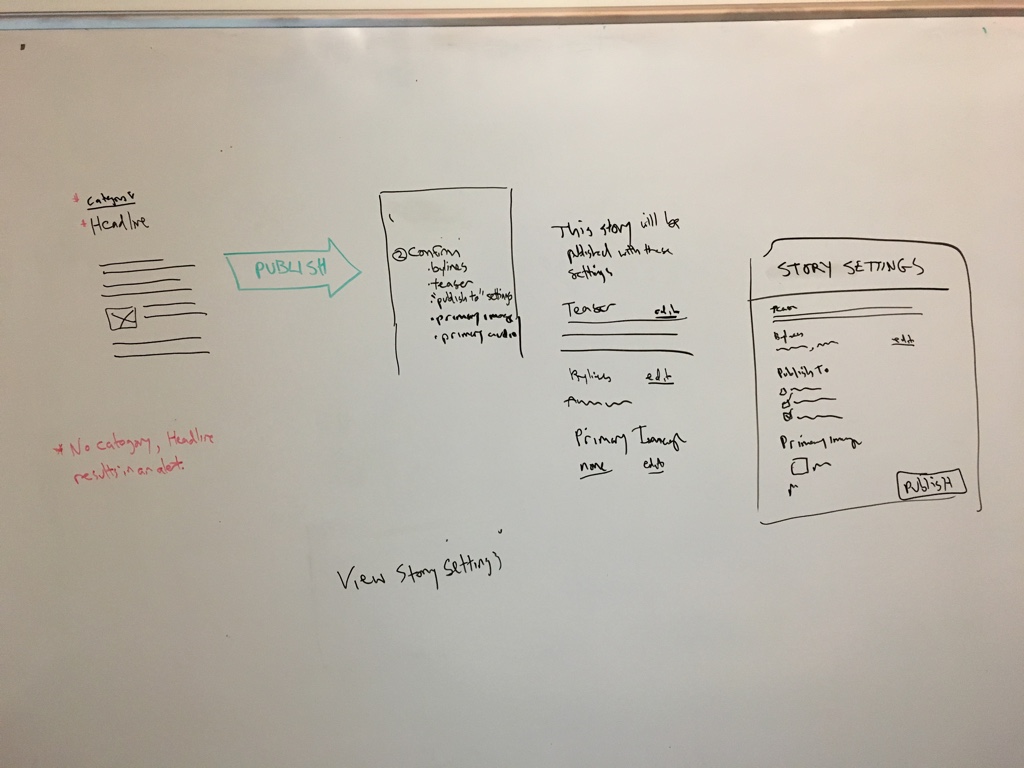 * Category
* Headline
PUBLISH
* No category, Headline
results in an alert.
② Confirm
• bylines
• teaser
• "publish to" settings
• primary image
• primary audio
This story will be
published with these
settings
Teaser edit
Bylines edit
Primary Image
none edit
STORY SETTINGS
Teaser
Bylines
edit
Publish To
Primary Image
PUBLISH
View Story Settings